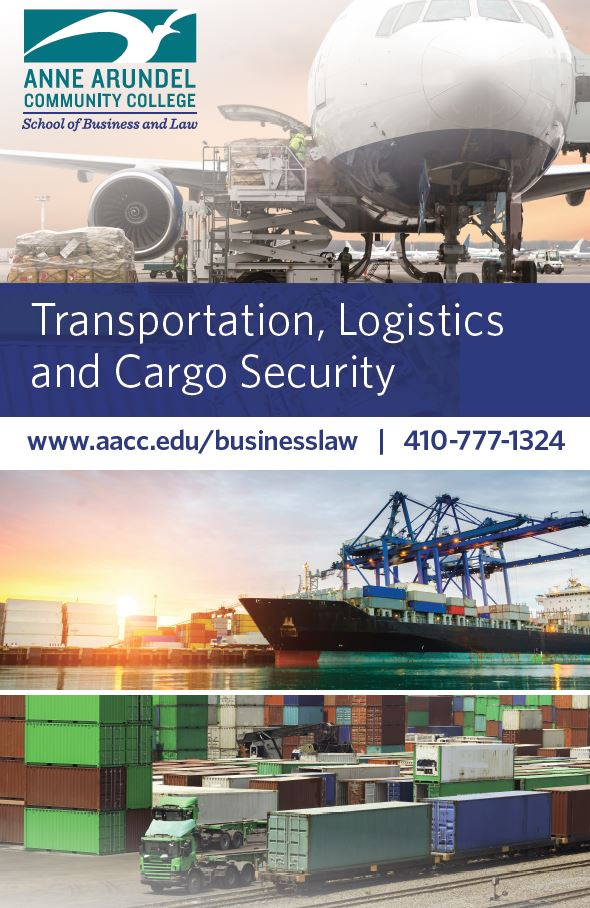 ANNE ARUNDEL
COMMUNITY COLLEGE
School of Business and Law
Transportation, Logistics
and Cargo Security
www.aacc.edu/businesslaw | 410-777-1324